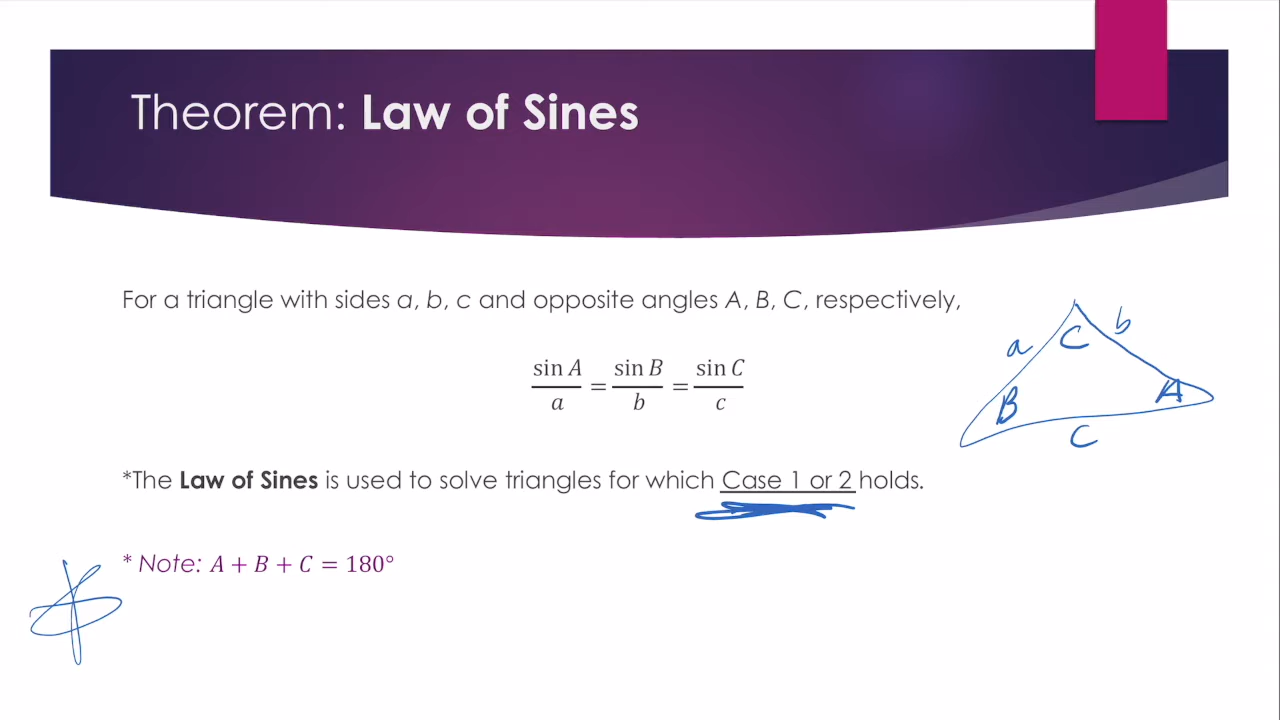 Theorem: Law of Sines
For a triangle with sides a, b, c and opposite angles A, B, C, respectively,
sin A / a = sin B / b = sin C / c
*The Law of Sines is used to solve triangles for which Case 1 or 2 holds.
* Note: A + B + C = 180°
a C b
B A
c